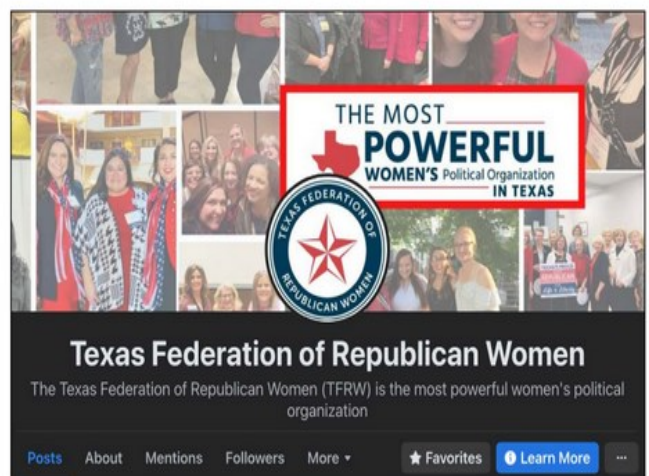 THE MOST
POWERFUL
WOMEN'S Political Organization
IN TEXAS
TEXAS FEDERATION OF
REPUBLICAN WOMEN
Texas Federation of Republican Women
The Texas Federation of Republican Women (TFRW) is the most powerful women's political
organization
Posts About Mentions Followers More Favorites Learn More ...